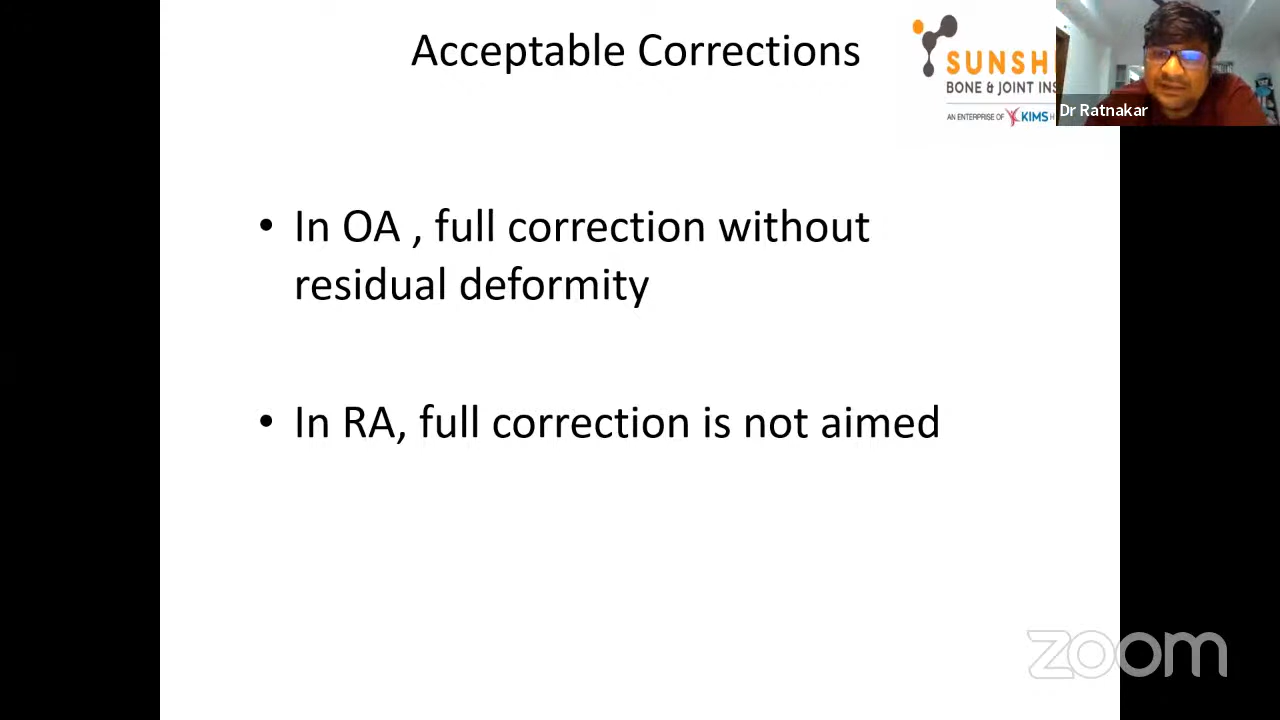 Acceptable Corrections
SUNSH
BONE & JOINT INS
AN ENTERPRISE OF KIMS H
Dr Ratnakar
• In OA , full correction without
residual deformity
• In RA, full correction is not aimed
zoom